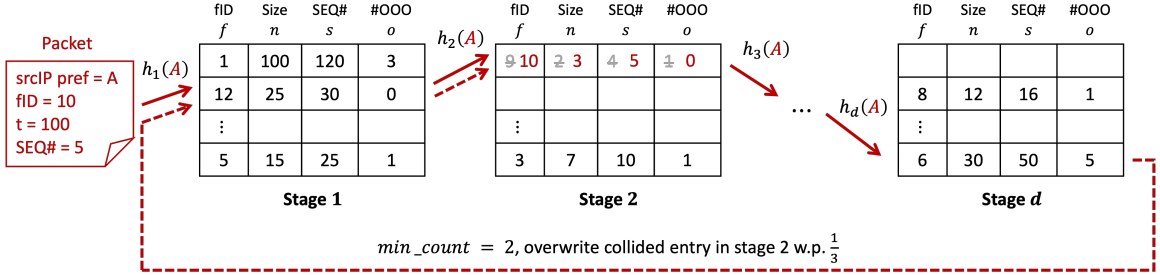 fID Size SEQ# #OOO
f n s o
1 100 120 3
12 25 30 0
⋮
5 15 25 1
Stage 1
fID Size SEQ# #OOO
f n s o
9 10 2 3 4 5 1 0
⋮
3 7 10 1
Stage 2
fID Size SEQ# #OOO
f n s o
8 12 16 1
⋮
6 30 50 5
Stage d
Packet
srcIP pref = A
fID = 10
t = 100
SEQ# = 5
h₁(A)
h₂(A)
h₃(A)
...
h_d(A)
min_count = 2, overwrite collided entry in stage 2 w.p. 1/3